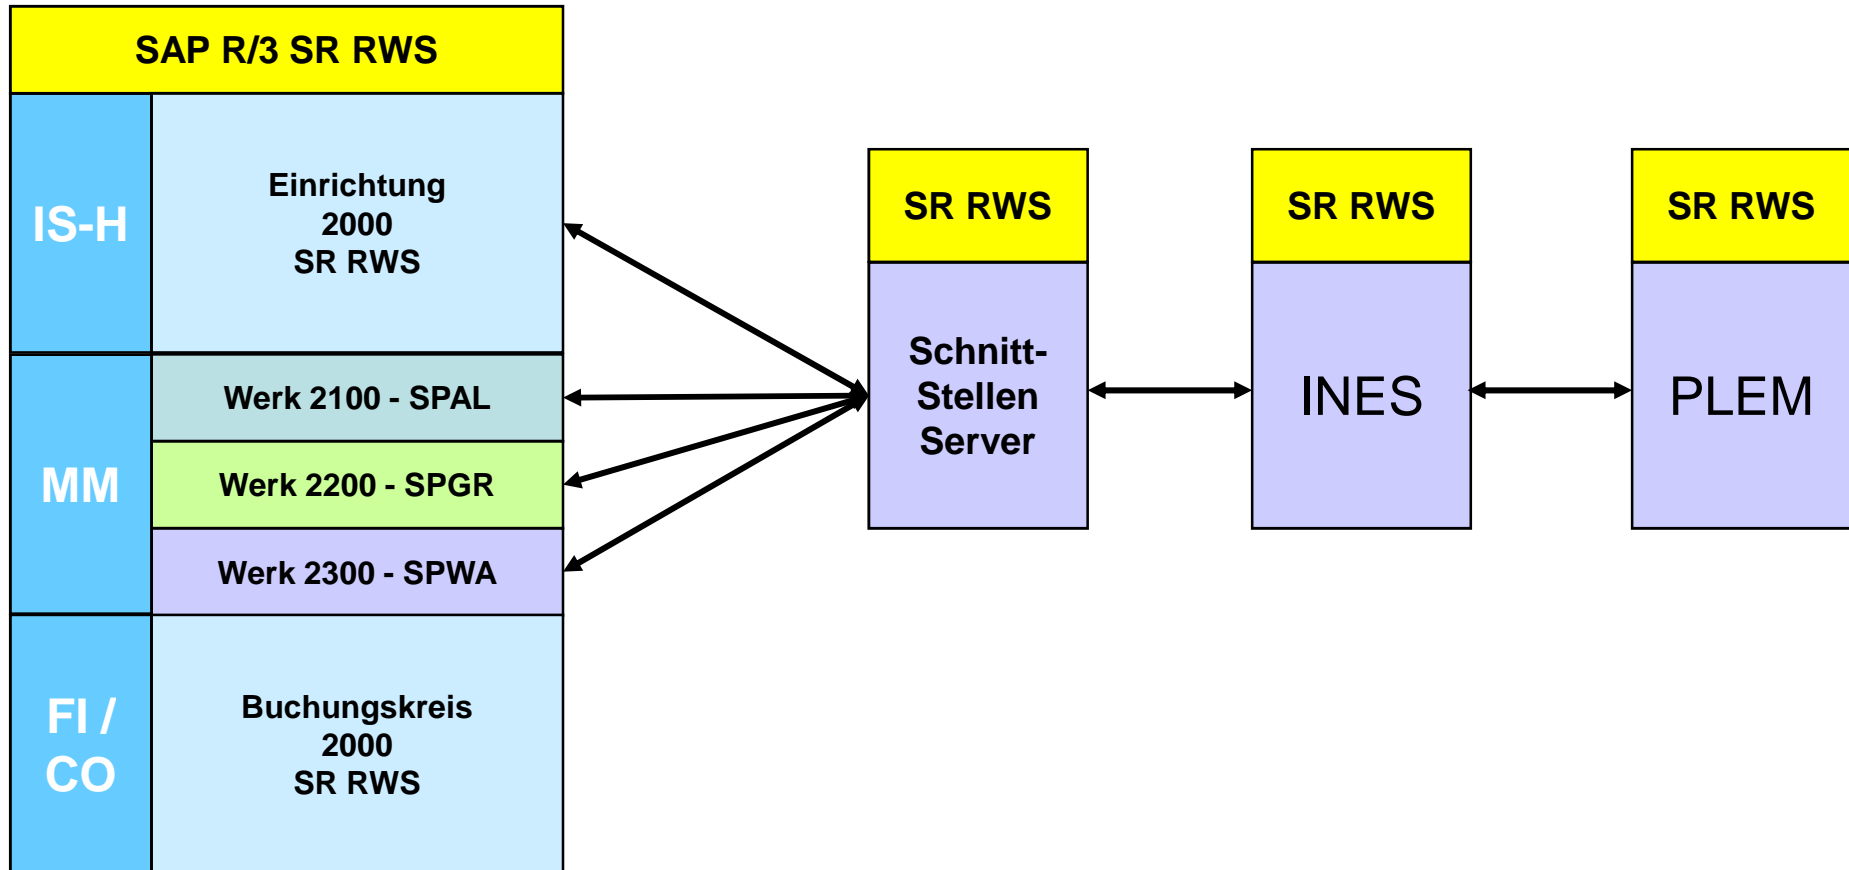 SAP R/3 SR RWS
IS-H
Einrichtung
2000
SR RWS
MM
Werk 2100 - SPAL
Werk 2200 - SPGR
Werk 2300 - SPWA
FI /
CO
Buchungskreis
2000
SR RWS
SR RWS
Schnitt-
Stellen
Server
SR RWS
INES
SR RWS
PLEM